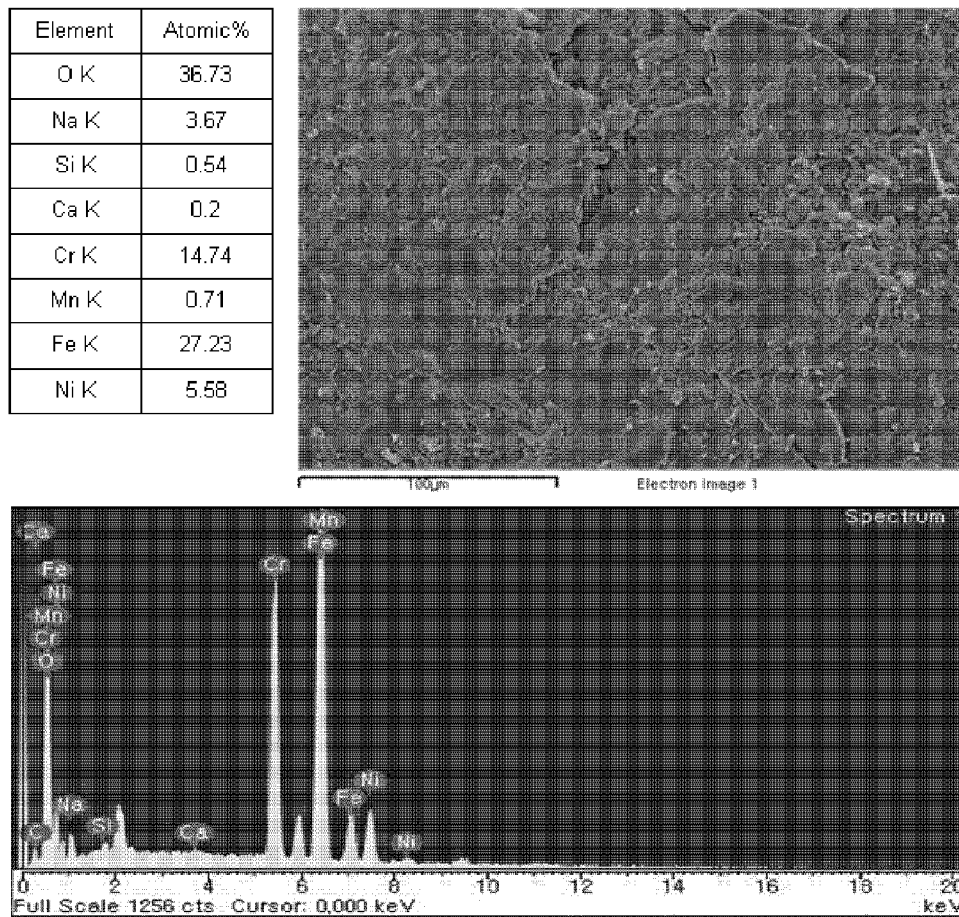 Element Atomic%
O K 36.73
Na K 3.67
Si K 0.54
Ca K 0.2
Cr K 14.74
Mn K 0.71
Fe K 27.23
Ni K 5.58
100μm Electron Image 1
Spectrum
Mn
Ca
Fe
Cr
Fe
Ni
Mn
Cr
O
Ni
Na
Fe
Si
C
Ca
Ni
0 2 4 6 8 10 12 14 16 18 20
Full Scale 1256 cts Cursor: 0,000 keV keV